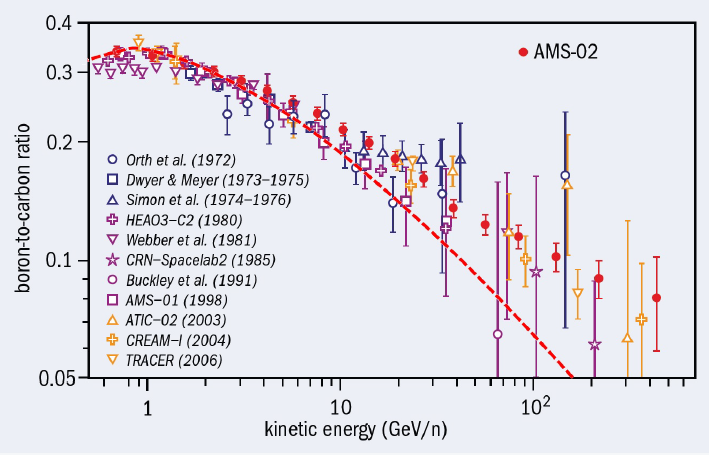 0.4
0.3
0.2
0.1
0.05
boron-to-carbon ratio
AMS-02
Orth et al. (1972)
Dwyer & Meyer (1973–1975)
Simon et al. (1974–1976)
HEAO3-C2 (1980)
Webber et al. (1981)
CRN-Spacelab2 (1985)
Buckley et al. (1991)
AMS-01 (1998)
ATIC-02 (2003)
CREAM-I (2004)
TRACER (2006)
1
10
10²
kinetic energy (GeV/n)